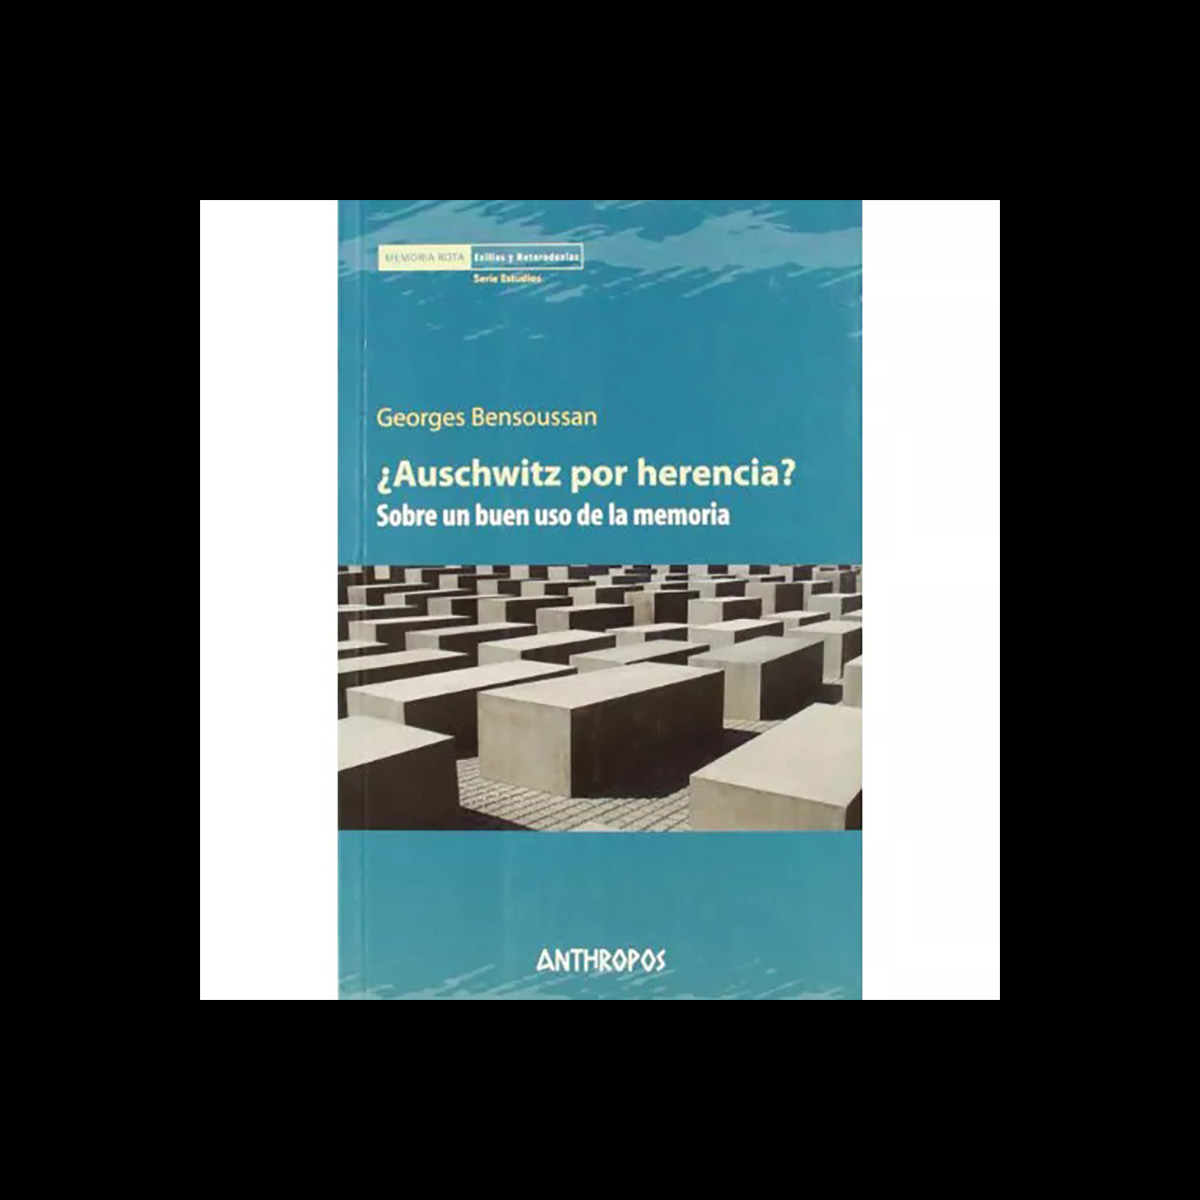 MEMORIA ROTA Exilios y Heterodoxias
Serie Estudios
Georges Bensoussan
¿Auschwitz por herencia?
Sobre un buen uso de la memoria
ANTHROPOS